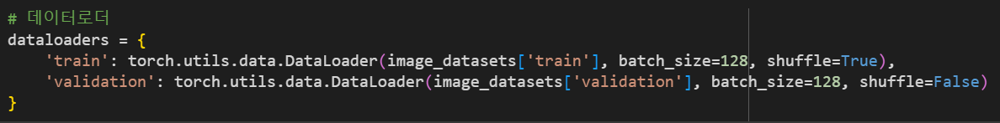 # 데이터로더
dataloaders = {
    'train': torch.utils.data.DataLoader(image_datasets['train'], batch_size=128, shuffle=True),
    'validation': torch.utils.data.DataLoader(image_datasets['validation'], batch_size=128, shuffle=False)
}